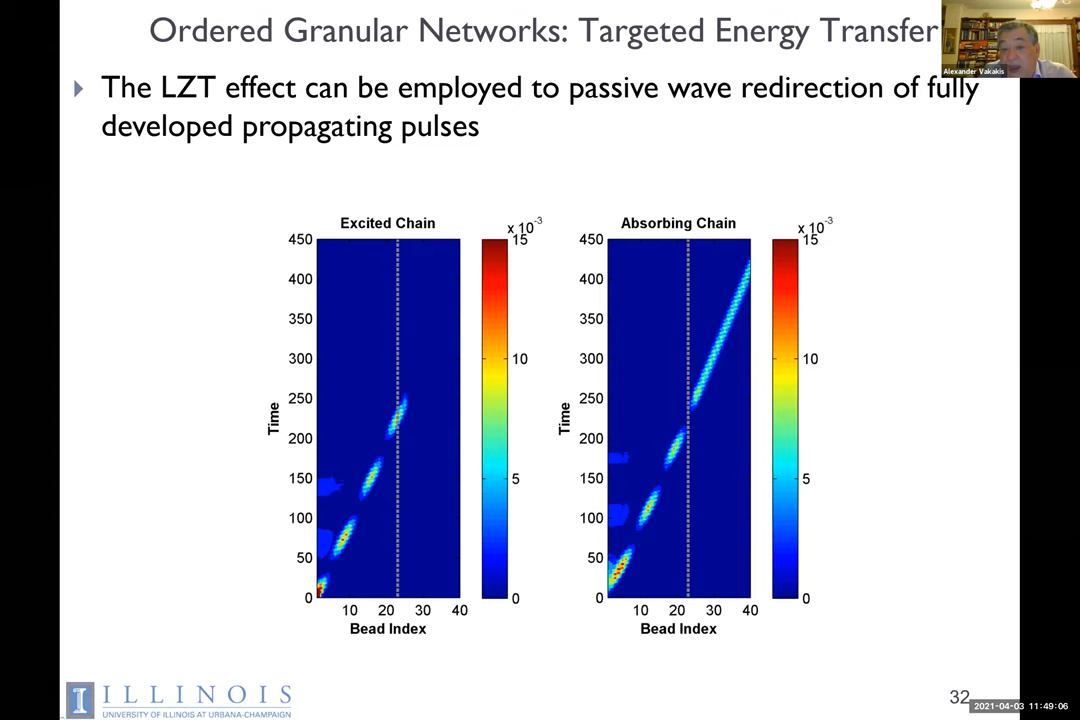 Ordered Granular Networks: Targeted Energy Transfer
Alexander Vakakis
The LZT effect can be employed to passive wave redirection of fully
developed propagating pulses
Excited Chain
x 10-3
450
400
350
300
250
200
150
100
50
0
Time
10 20 30 40
Bead Index
15
10
5
0
Absorbing Chain
x 10-3
450
400
350
300
250
200
150
100
50
0
Time
10 20 30 40
Bead Index
15
10
5
0
I
ILLINOIS
UNIVERSITY OF ILLINOIS AT URBANA-CHAMPAIGN
32
2021-04-03 11:49:06